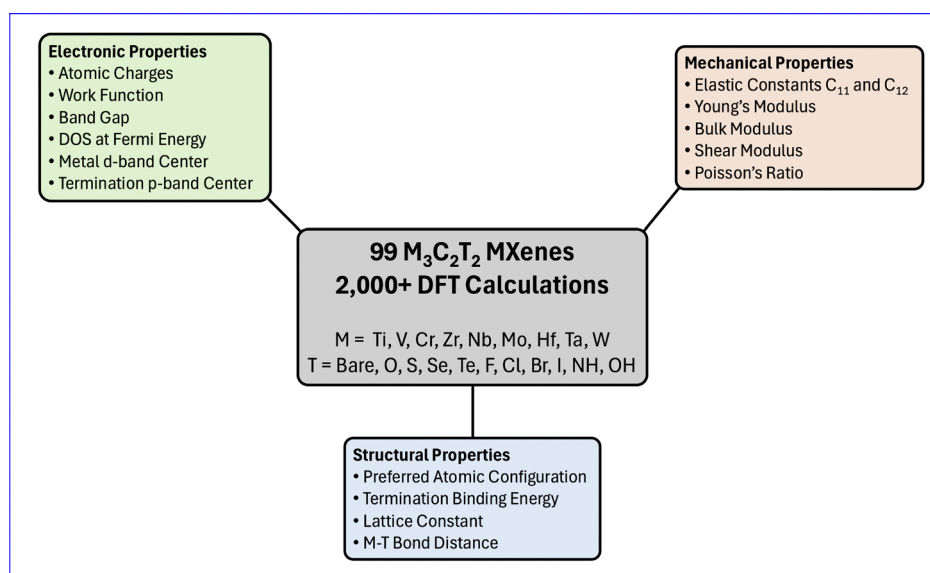 Electronic Properties
• Atomic Charges
• Work Function
• Band Gap
• DOS at Fermi Energy
• Metal d-band Center
• Termination p-band Center
Mechanical Properties
• Elastic Constants C₁₁ and C₁₂
• Young's Modulus
• Bulk Modulus
• Shear Modulus
• Poisson's Ratio
99 M₃C₂T₂ MXenes
2,000+ DFT Calculations
M = Ti, V, Cr, Zr, Nb, Mo, Hf, Ta, W
T = Bare, O, S, Se, Te, F, Cl, Br, I, NH, OH
Structural Properties
• Preferred Atomic Configuration
• Termination Binding Energy
• Lattice Constant
• M-T Bond Distance